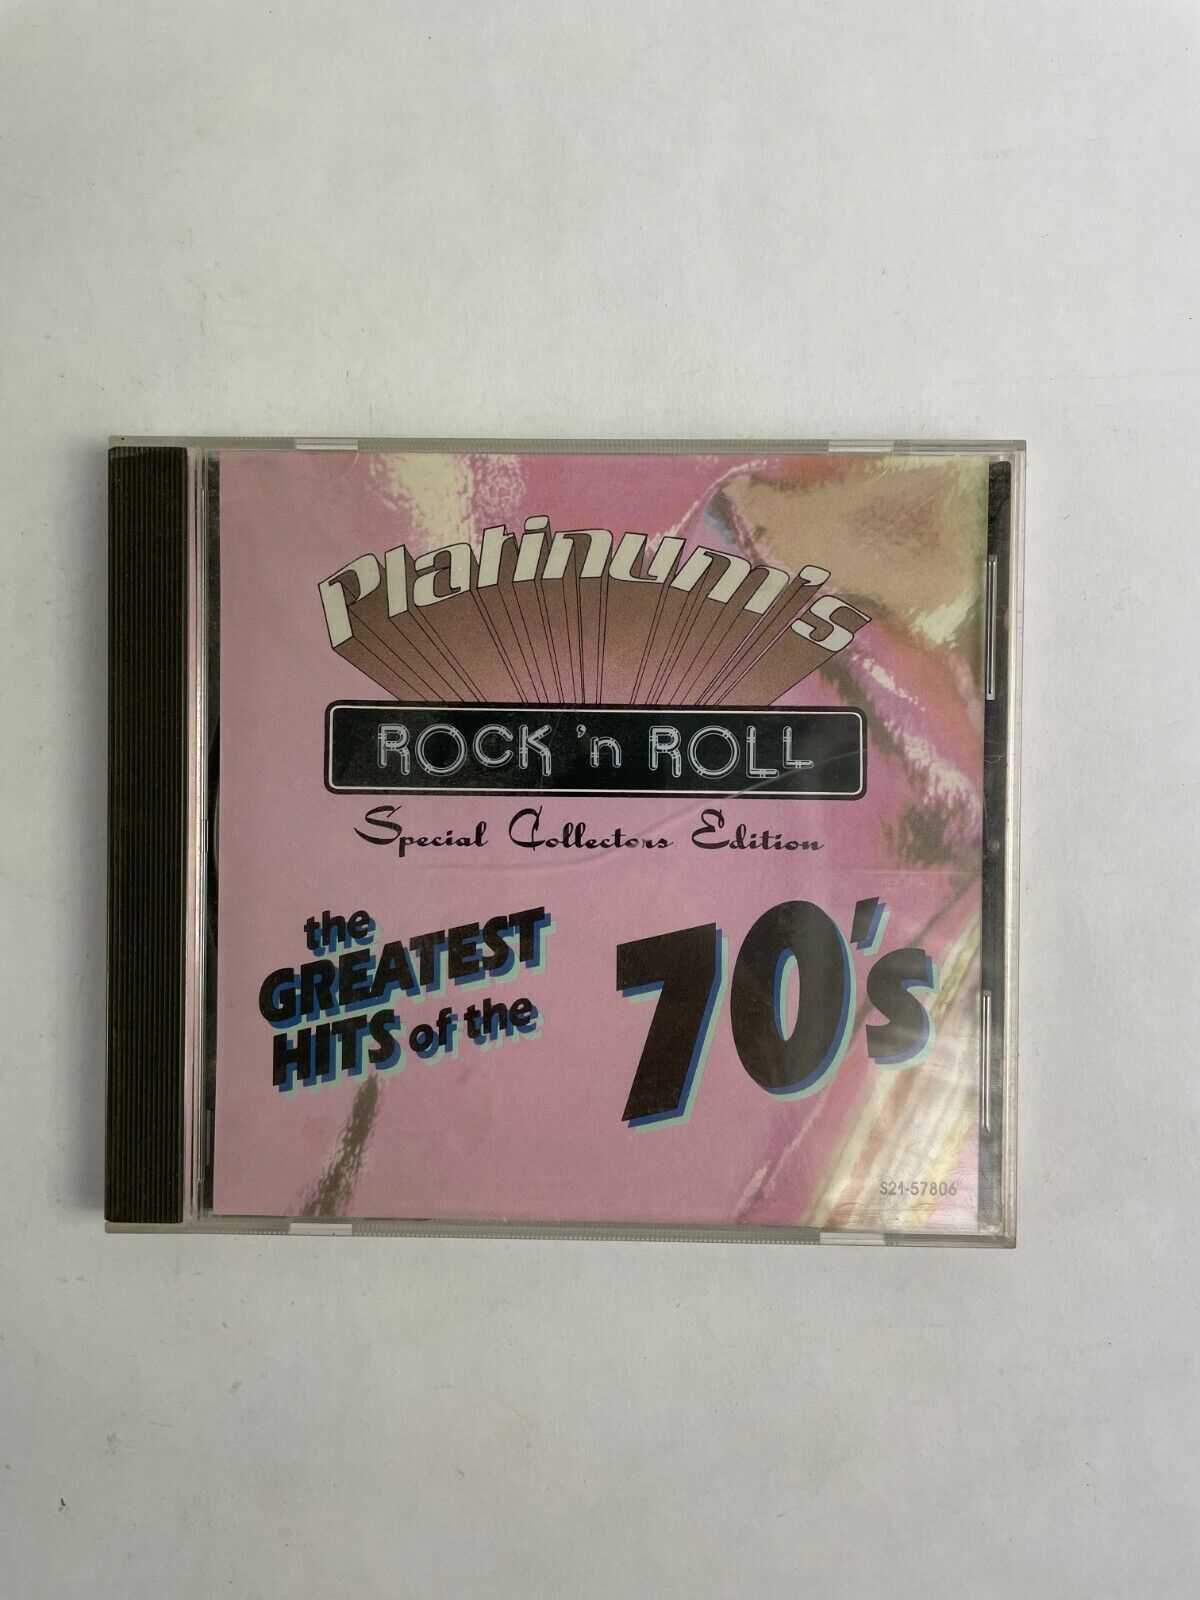 Platinum's
ROCK 'n ROLL
Special Collectors Edition
the
GREATEST
HITS of the
70's
S21-57806